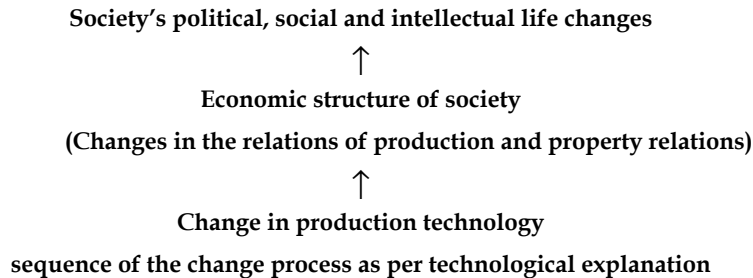 Society’s political, social and intellectual life changes
↑
Economic structure of society
(Changes in the relations of production and property relations)
↑
Change in production technology
sequence of the change process as per technological explanation